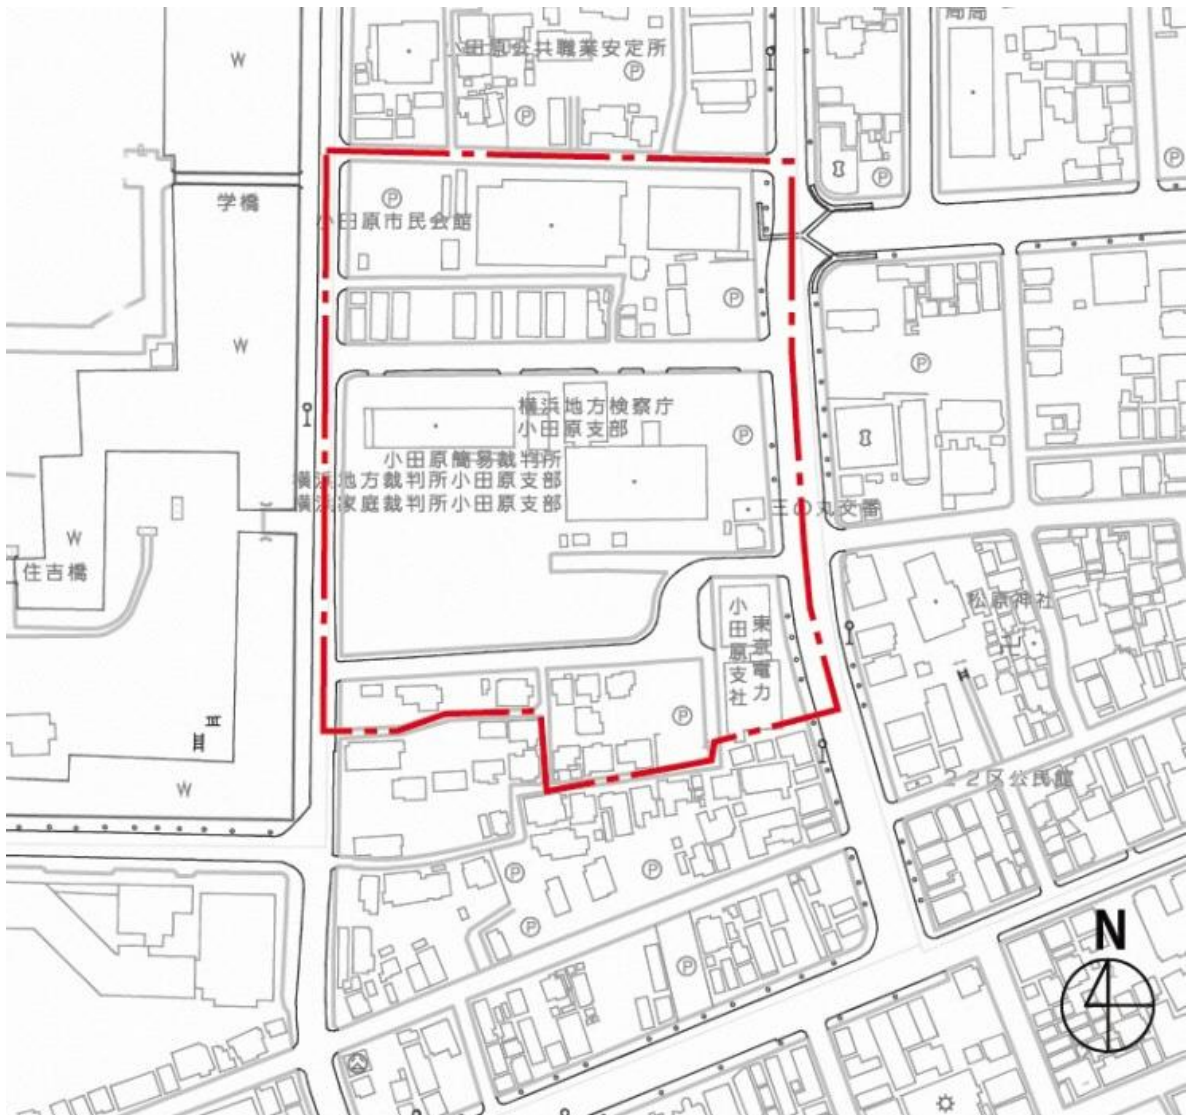 小田原公共職業安定所
W
P
P
P
P
学橋
小田原市民会館
P
P
W
P
横浜地方検察庁
小田原支部
P
小田原簡易裁判所
横浜地方裁判所小田原支部
横浜家庭裁判所小田原支部
三の丸交番
W
住吉橋
松原神社
東京電力
小田原支社
P
22区公民館
W
P
P
P
P
N